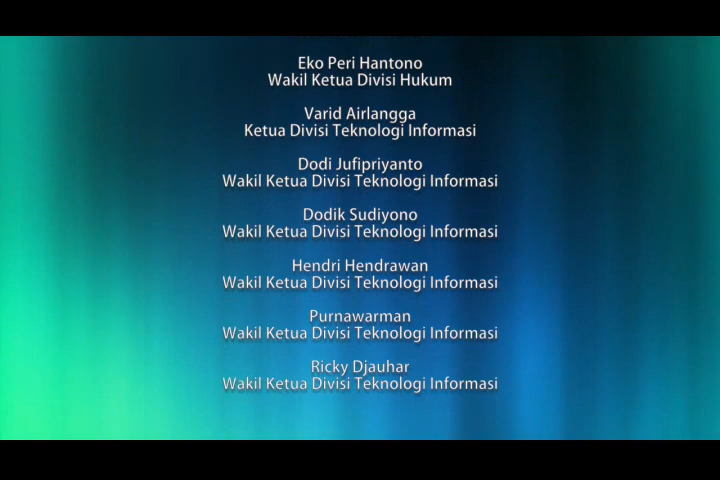 Eko Peri Hantono
Wakil Ketua Divisi Hukum
Varid Airlangga
Ketua Divisi Teknologi Informasi
Dodi Jufipriyanto
Wakil Ketua Divisi Teknologi Informasi
Dodik Sudiyono
Wakil Ketua Divisi Teknologi Informasi
Hendri Hendrawan
Wakil Ketua Divisi Teknologi Informasi
Purnawarman
Wakil Ketua Divisi Teknologi Informasi
Ricky Djauhar
Wakil Ketua Divisi Teknologi Informasi